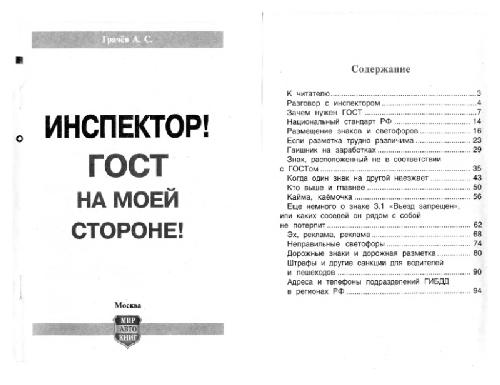 Грачёв А. С.
ИНСПЕКТОР!
ГОСТ
НА МОЕЙ
СТОРОНЕ!
Москва
МИР
АВТО
КНИГ
Содержание
К читателю 3
Разговор с инспектором 4
Зачем нужен ГОСТ 7
Национальный стандарт РФ 14
Размещение знаков и светофоров 16
Если разметка трудно различима 23
Гаишник на заработках 29
Знак, расположенный не в соответствии
с ГОСТом 35
Когда один знак на другой наезжает 43
Кто выше и главнее 50
Кайма, каёмочка 56
Еще немного о знаке 3.1 «Въезд запрещен»,
или каких соседей он рядом с собой
не потерпит 62
Эх, реклама, реклама 68
Неправильные светофоры 74
Дорожные знаки и дорожная разметка 80
Штрафы и другие санкции для водителей
и пешеходов 90
Адреса и телефоны подразделений ГИБДД
в регионах РФ 94